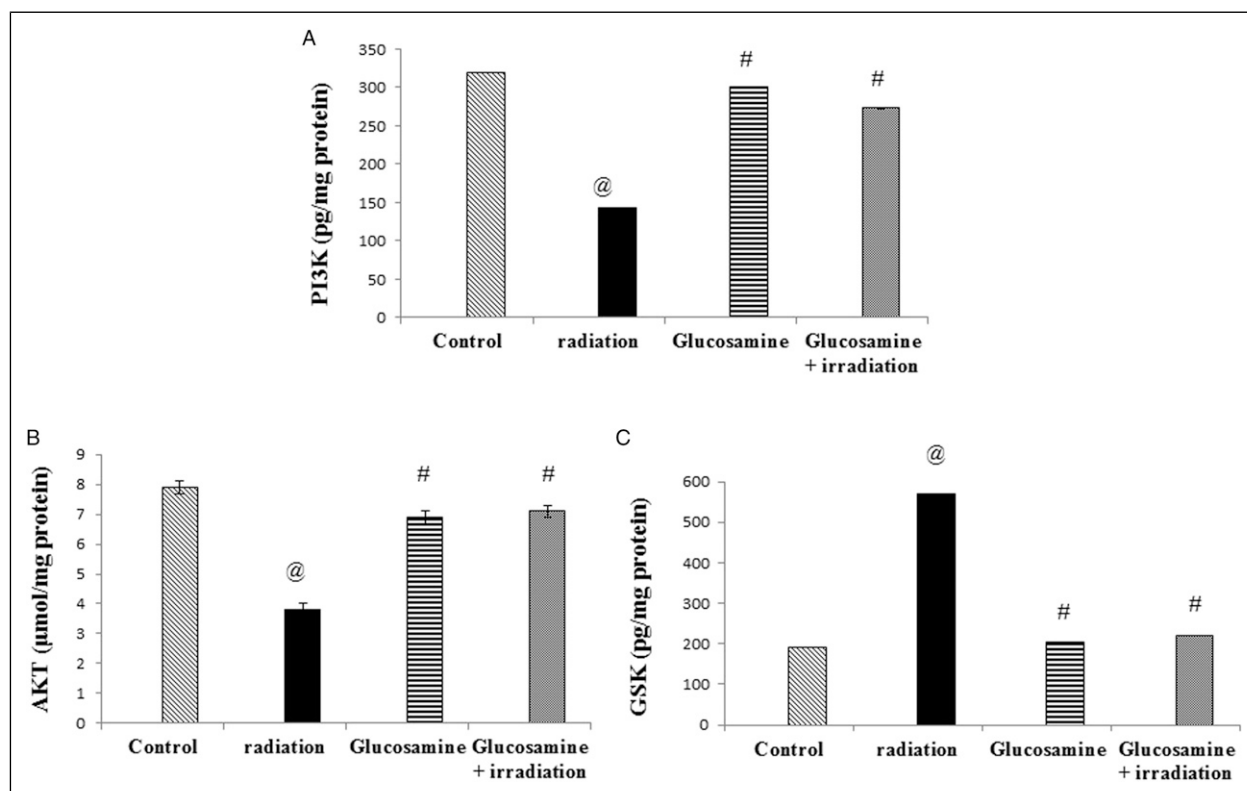 A
PI3K (pg/mg protein)
350
300
250
200
150
100
50
0
@
#
#
Control
radiation
Glucosamine
Glucosamine
+ irradiation
B
AKT (µmol/mg protein)
9
8
7
6
5
4
3
2
1
0
@
#
#
Control
radiation
Glucosamine
Glucosamine
+ irradiation
C
GSK (pg/mg protein)
600
500
400
300
200
100
0
@
#
#
Control
radiation
Glucosamine
Glucosamine
+ irradiation